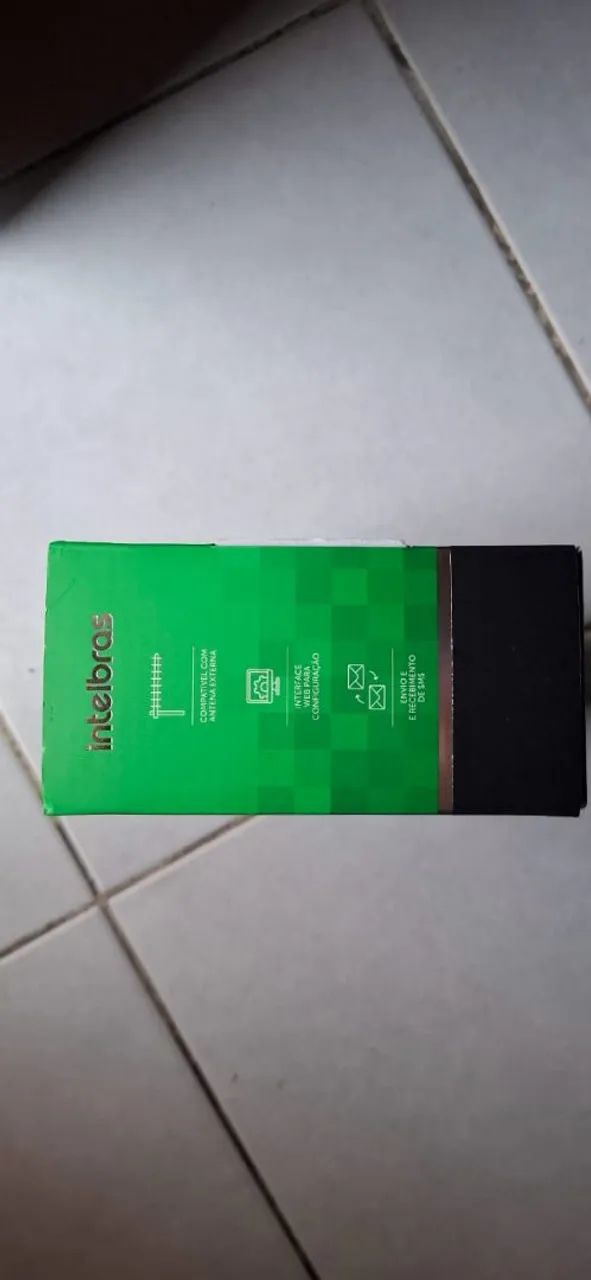 intelbras
COMPATÍVEL COM
ANTENA EXTERNA
INTERFACE
WEB PARA
CONFIGURAÇÃO
ENVIO E
E RECEBIMENTO
DE SMS